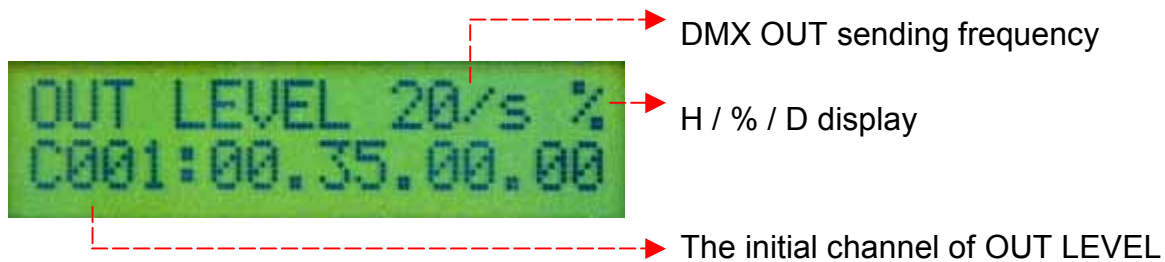 DMX OUT sending frequency
OUT LEVEL 20/s %
H / % / D display
C001:00.35.00.00
The initial channel of OUT LEVEL